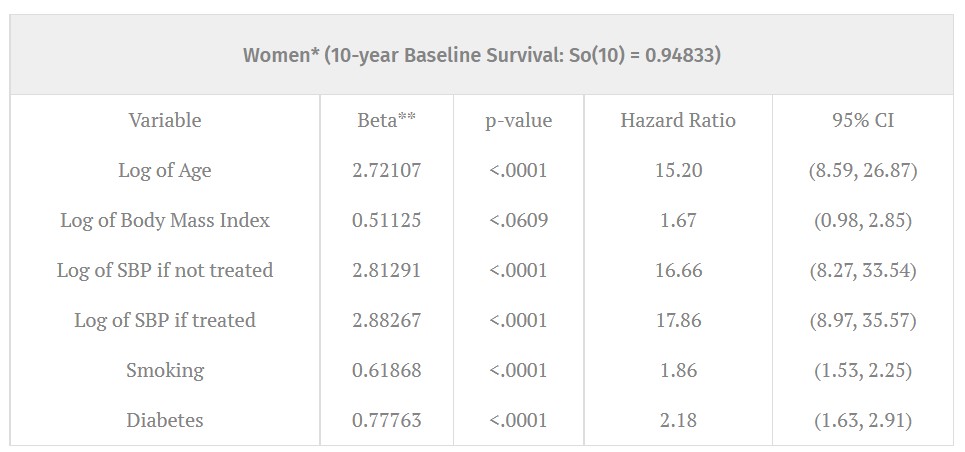 Women* (10-year Baseline Survival: So(10) = 0.94833)
Variable Beta** p-value Hazard Ratio 95% CI
Log of Age 2.72107 <.0001 15.20 (8.59, 26.87)
Log of Body Mass Index 0.51125 <.0609 1.67 (0.98, 2.85)
Log of SBP if not treated 2.81291 <.0001 16.66 (8.27, 33.54)
Log of SBP if treated 2.88267 <.0001 17.86 (8.97, 35.57)
Smoking 0.61868 <.0001 1.86 (1.53, 2.25)
Diabetes 0.77763 <.0001 2.18 (1.63, 2.91)